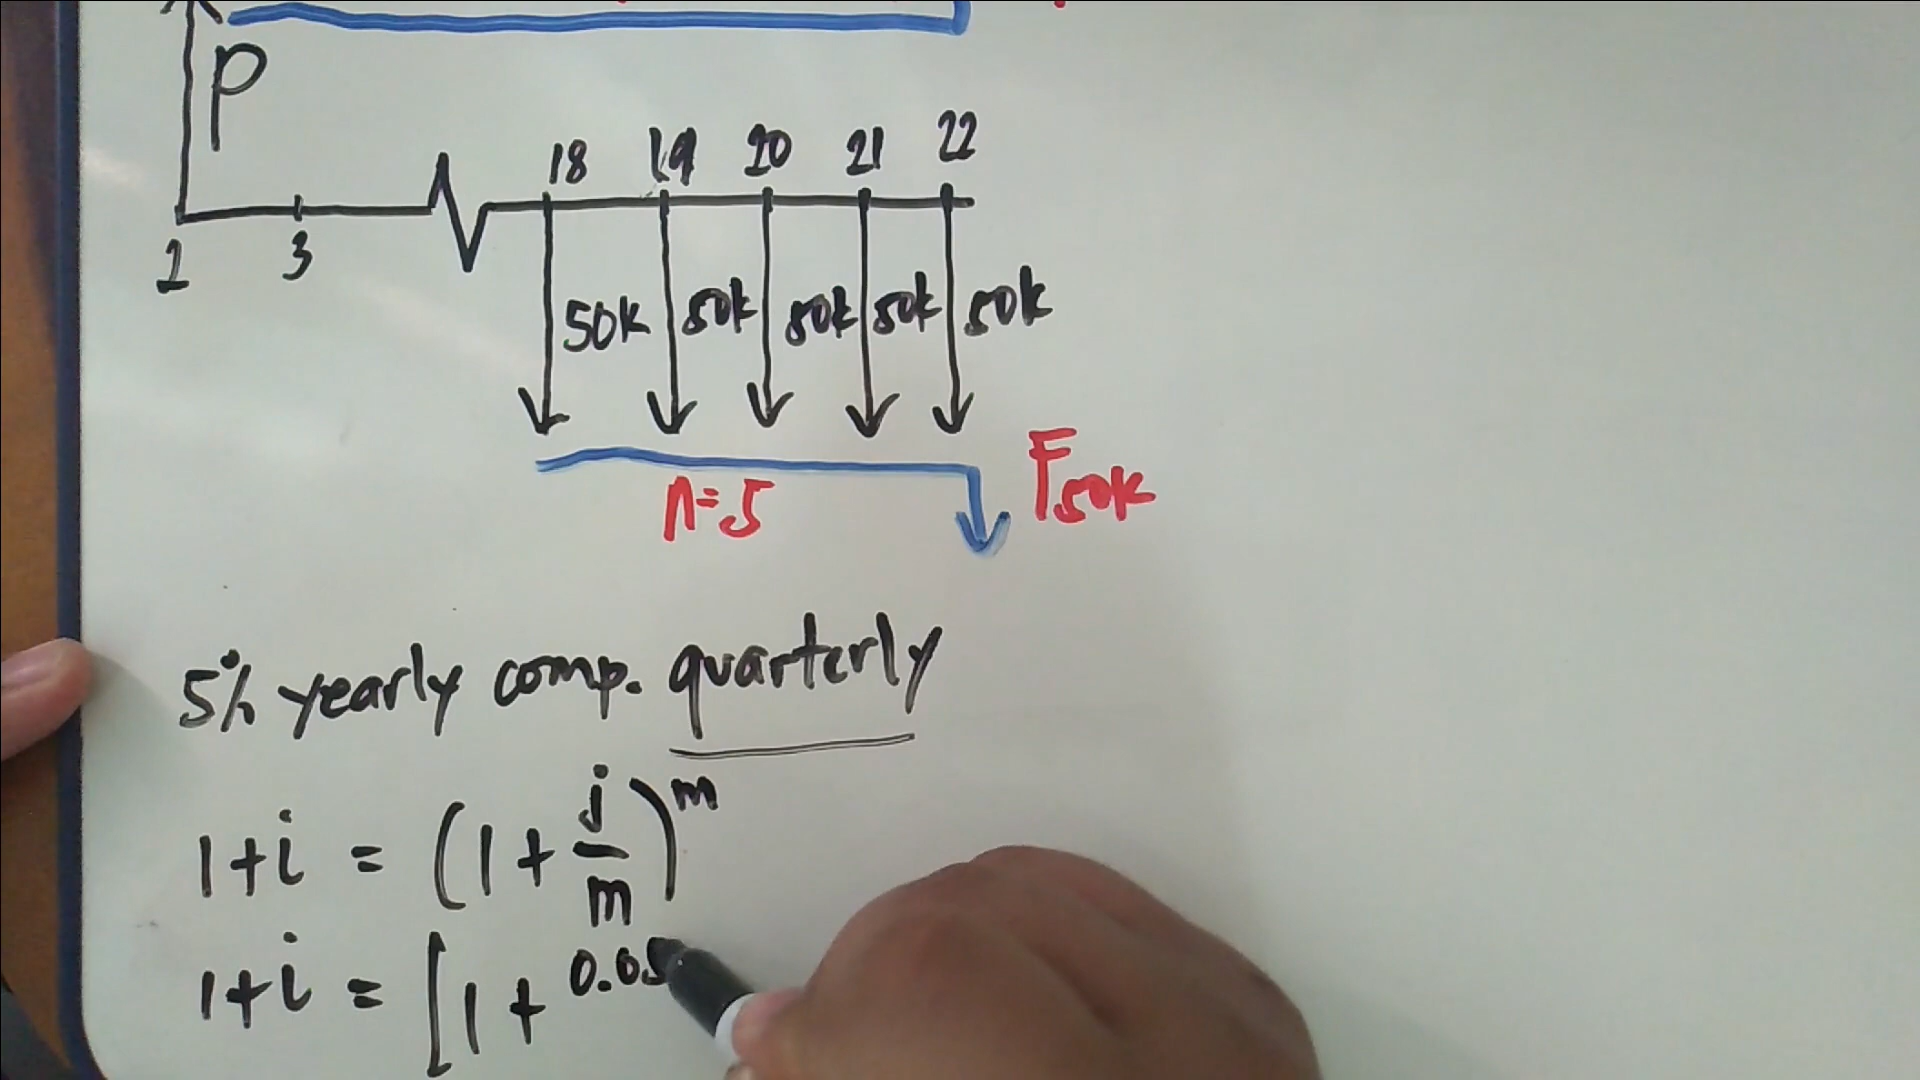 P
18 19 20 21 22
2 3
50k 50k 50k 50k 50k
F50k
n=5
5% yearly comp. quarterly
1+i = (1 + j/m)^m
1+i = [1 + 0.05